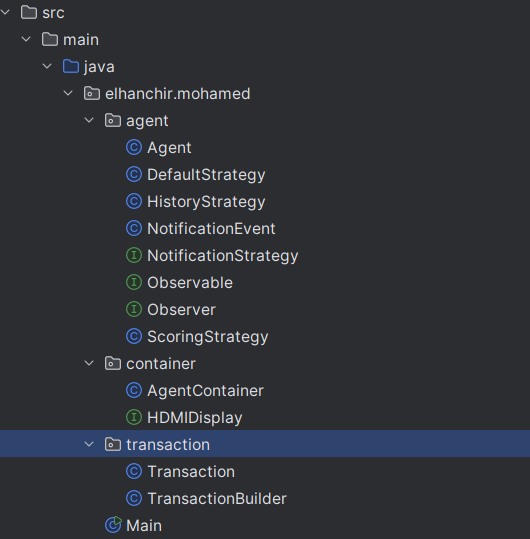 src
main
java
elhanchir.mohamed
agent
C Agent
C DefaultStrategy
C HistoryStrategy
C NotificationEvent
I NotificationStrategy
I Observable
I Observer
C ScoringStrategy
container
C AgentContainer
I HDMIDisplay
transaction
C Transaction
C TransactionBuilder
C Main